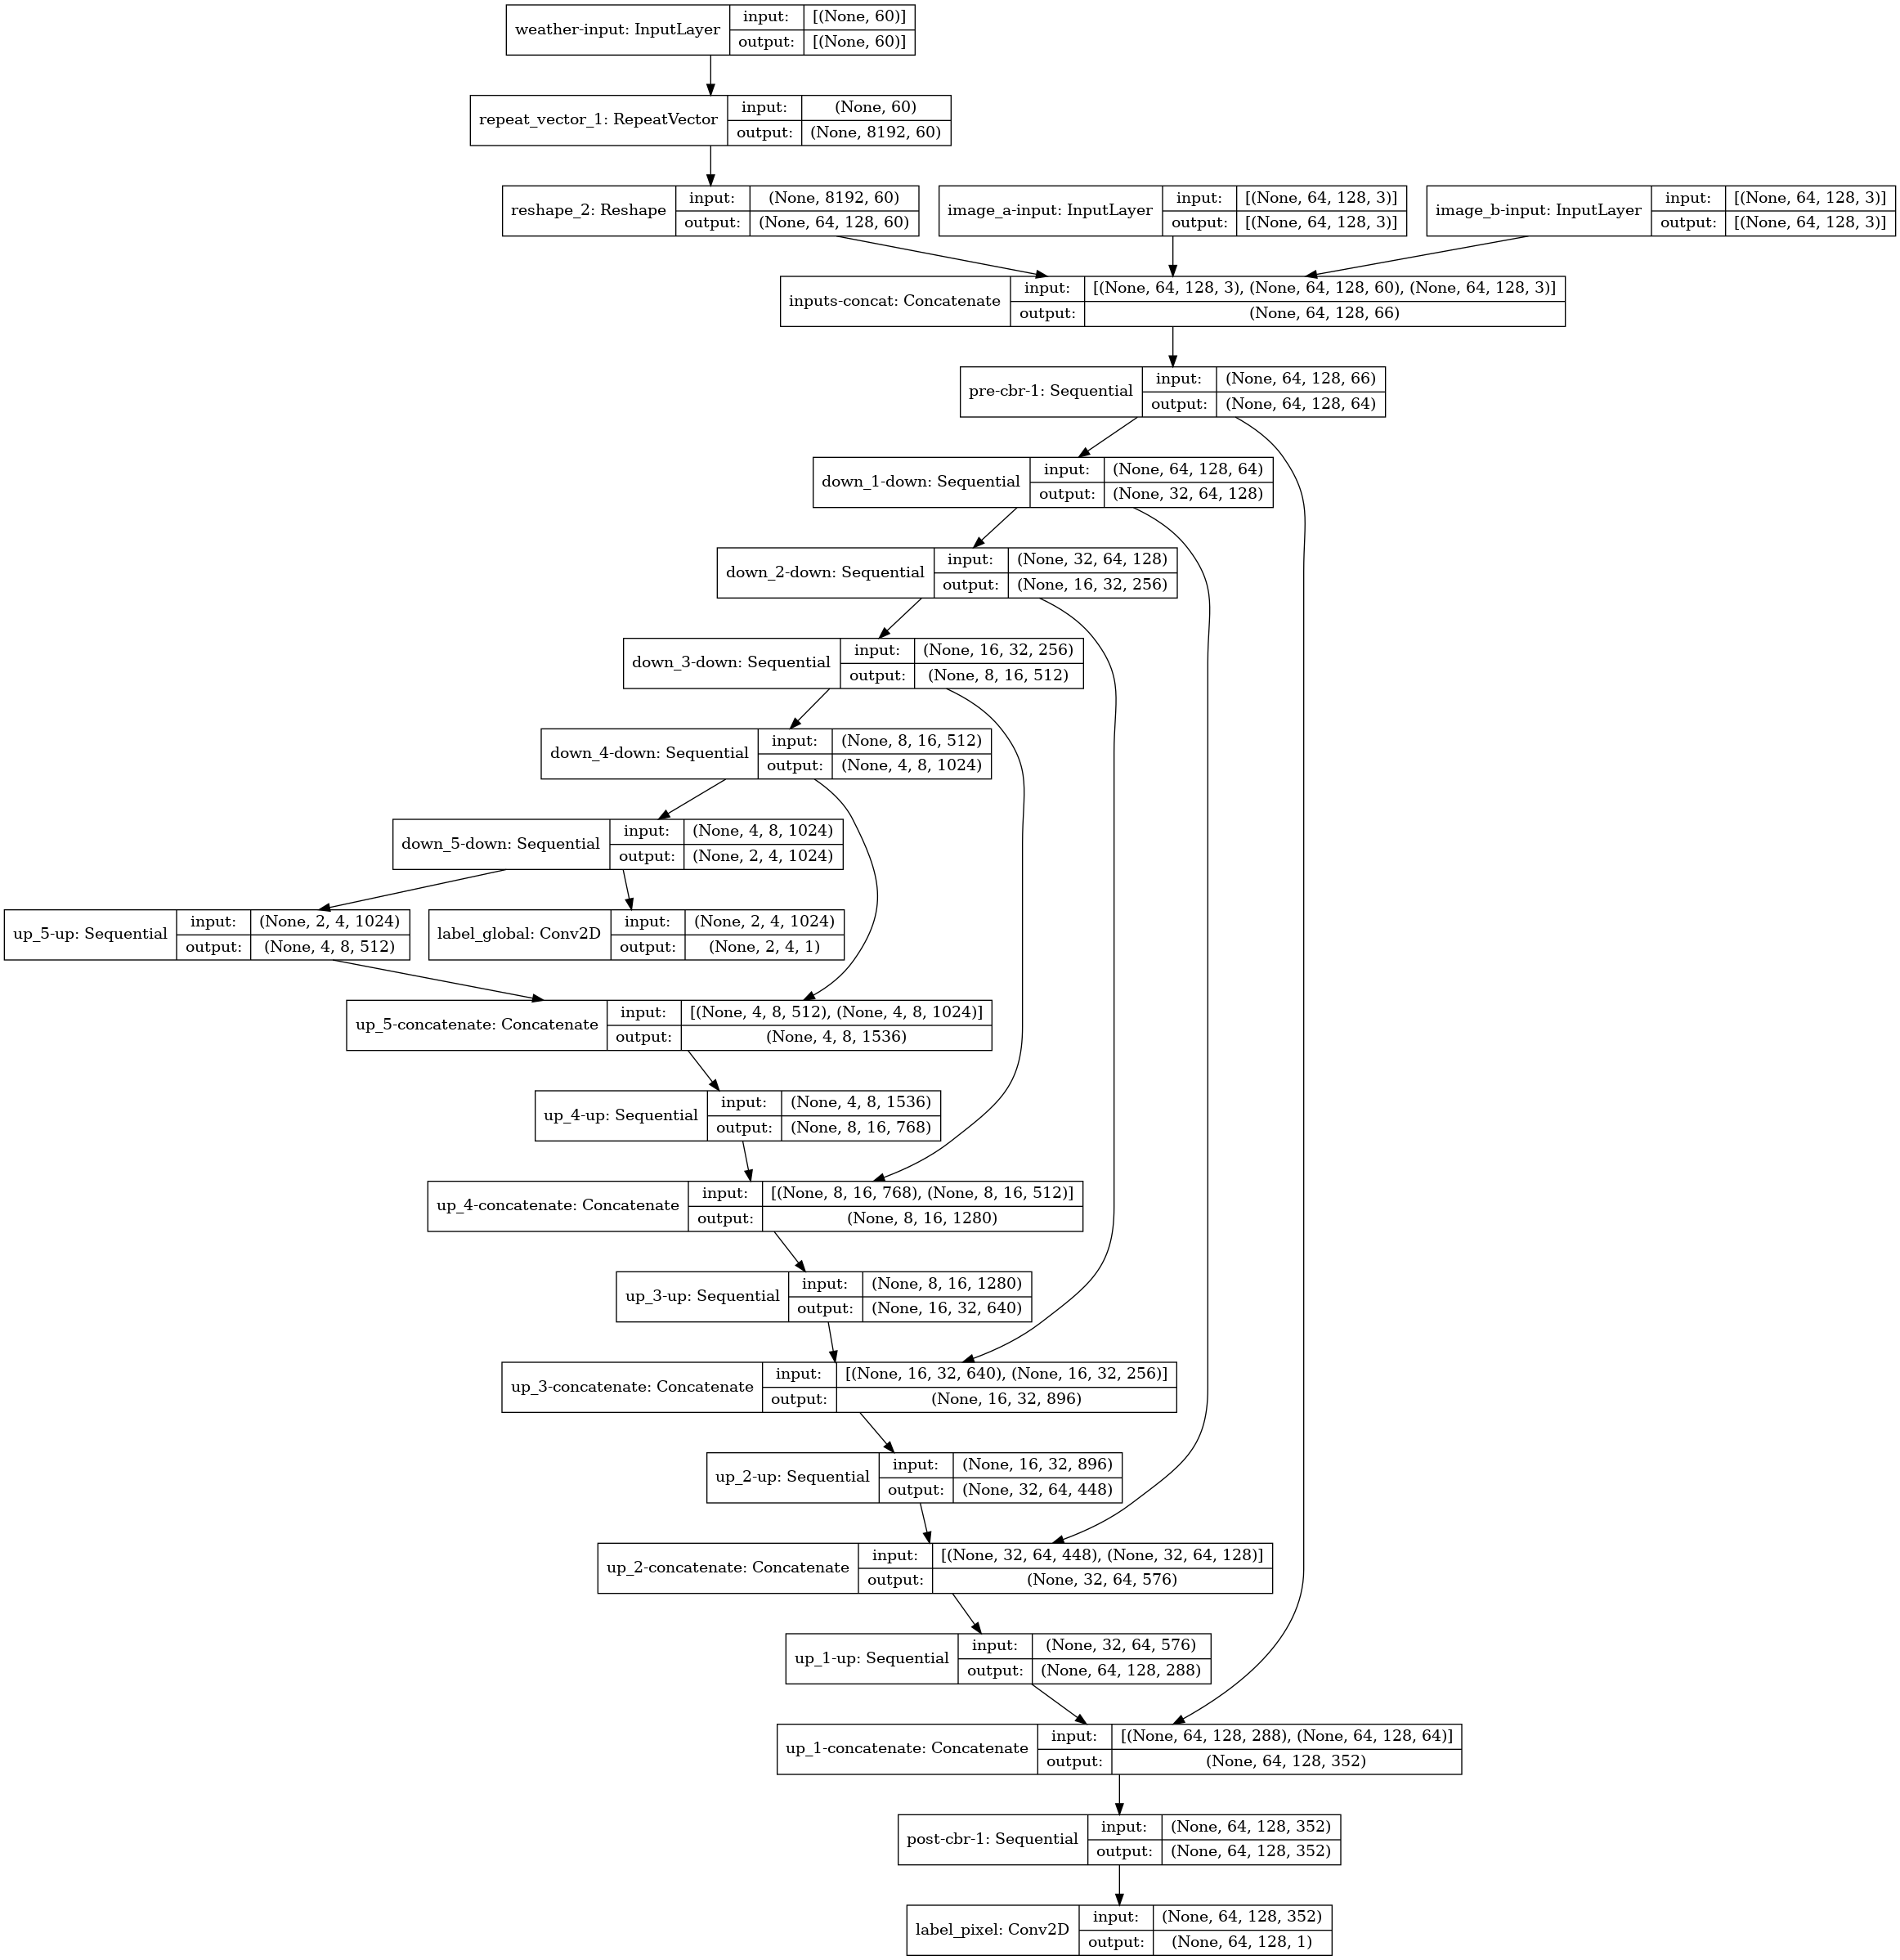 weather-input: InputLayer
input:
[(None, 60)]
output:
[(None, 60)]
repeat_vector_1: RepeatVector
input:
(None, 60)
output:
(None, 8192, 60)
reshape_2: Reshape
input:
(None, 8192, 60)
output:
(None, 64, 128, 60)
image_a-input: InputLayer
input:
[(None, 64, 128, 3)]
output:
[(None, 64, 128, 3)]
image_b-input: InputLayer
input:
[(None, 64, 128, 3)]
output:
[(None, 64, 128, 3)]
inputs-concat: Concatenate
input:
[(None, 64, 128, 3), (None, 64, 128, 60), (None, 64, 128, 3)]
output:
(None, 64, 128, 66)
pre-cbr-1: Sequential
input:
(None, 64, 128, 66)
output:
(None, 64, 128, 64)
down_1-down: Sequential
input:
(None, 64, 128, 64)
output:
(None, 32, 64, 128)
down_2-down: Sequential
input:
(None, 32, 64, 128)
output:
(None, 16, 32, 256)
down_3-down: Sequential
input:
(None, 16, 32, 256)
output:
(None, 8, 16, 512)
down_4-down: Sequential
input:
(None, 8, 16, 512)
output:
(None, 4, 8, 1024)
down_5-down: Sequential
input:
(None, 4, 8, 1024)
output:
(None, 2, 4, 1024)
up_5-up: Sequential
input:
(None, 2, 4, 1024)
output:
(None, 4, 8, 512)
label_global: Conv2D
input:
(None, 2, 4, 1024)
output:
(None, 2, 4, 1)
up_5-concatenate: Concatenate
input:
[(None, 4, 8, 512), (None, 4, 8, 1024)]
output:
(None, 4, 8, 1536)
up_4-up: Sequential
input:
(None, 4, 8, 1536)
output:
(None, 8, 16, 768)
up_4-concatenate: Concatenate
input:
[(None, 8, 16, 768), (None, 8, 16, 512)]
output:
(None, 8, 16, 1280)
up_3-up: Sequential
input:
(None, 8, 16, 1280)
output:
(None, 16, 32, 640)
up_3-concatenate: Concatenate
input:
[(None, 16, 32, 640), (None, 16, 32, 256)]
output:
(None, 16, 32, 896)
up_2-up: Sequential
input:
(None, 16, 32, 896)
output:
(None, 32, 64, 448)
up_2-concatenate: Concatenate
input:
[(None, 32, 64, 448), (None, 32, 64, 128)]
output:
(None, 32, 64, 576)
up_1-up: Sequential
input:
(None, 32, 64, 576)
output:
(None, 64, 128, 288)
up_1-concatenate: Concatenate
input:
[(None, 64, 128, 288), (None, 64, 128, 64)]
output:
(None, 64, 128, 352)
post-cbr-1: Sequential
input:
(None, 64, 128, 352)
output:
(None, 64, 128, 352)
label_pixel: Conv2D
input:
(None, 64, 128, 352)
output:
(None, 64, 128, 1)